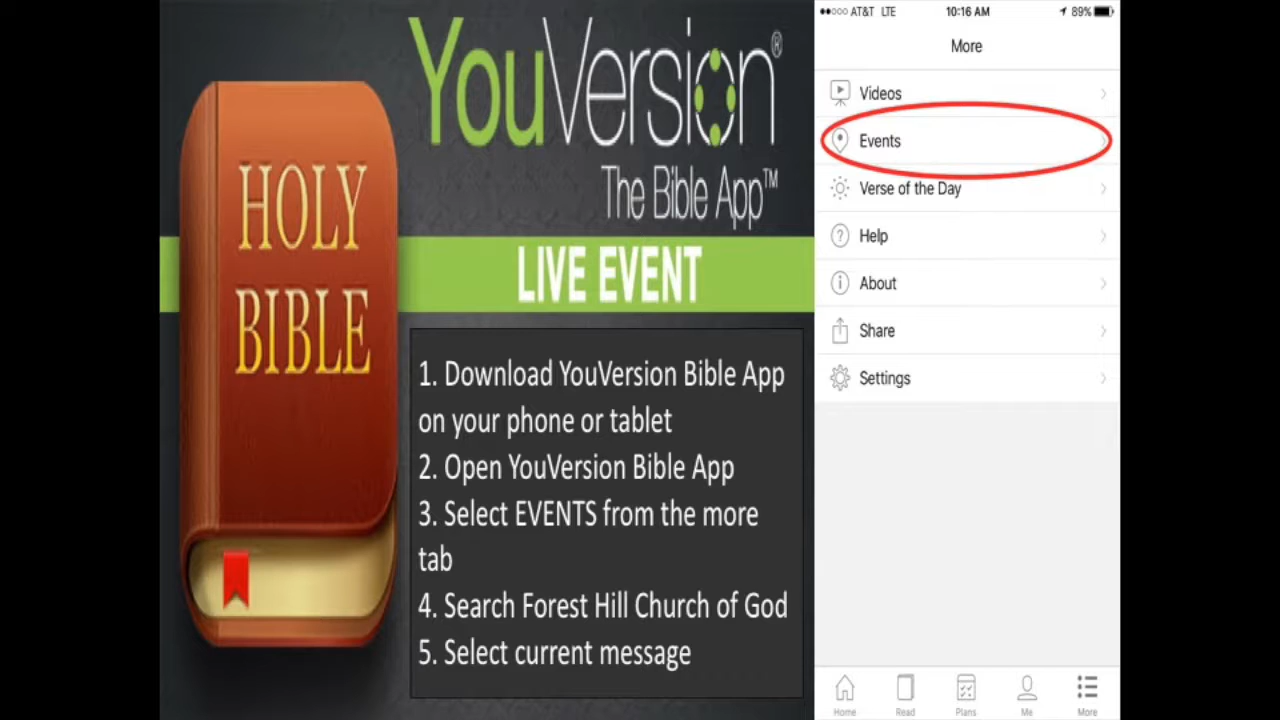 HOLY
BIBLE
YouVersion®
The Bible App™
LIVE EVENT
1. Download YouVersion Bible App
on your phone or tablet
2. Open YouVersion Bible App
3. Select EVENTS from the more
tab
4. Search Forest Hill Church of God
5. Select current message
AT&T LTE 10:16 AM 89%
More
Videos
Events
Verse of the Day
Help
About
Share
Settings
Home Read Plans Me More